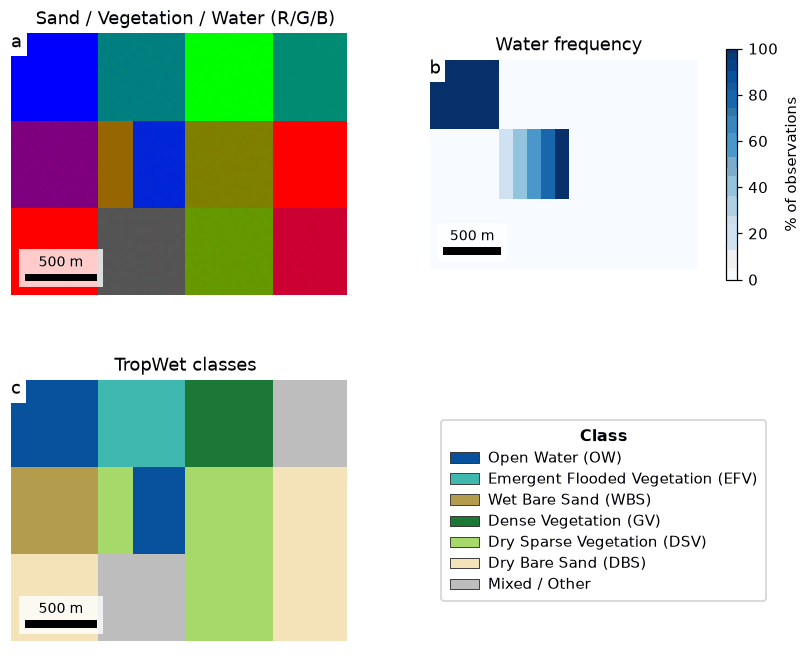 Sand / Vegetation / Water (R/G/B)
a
500 m
Water frequency
b
500 m
100
80
60
40
20
0
% of observations
TropWet classes
c
500 m
Class
Open Water (OW)
Emergent Flooded Vegetation (EFV)
Wet Bare Sand (WBS)
Dense Vegetation (GV)
Dry Sparse Vegetation (DSV)
Dry Bare Sand (DBS)
Mixed / Other